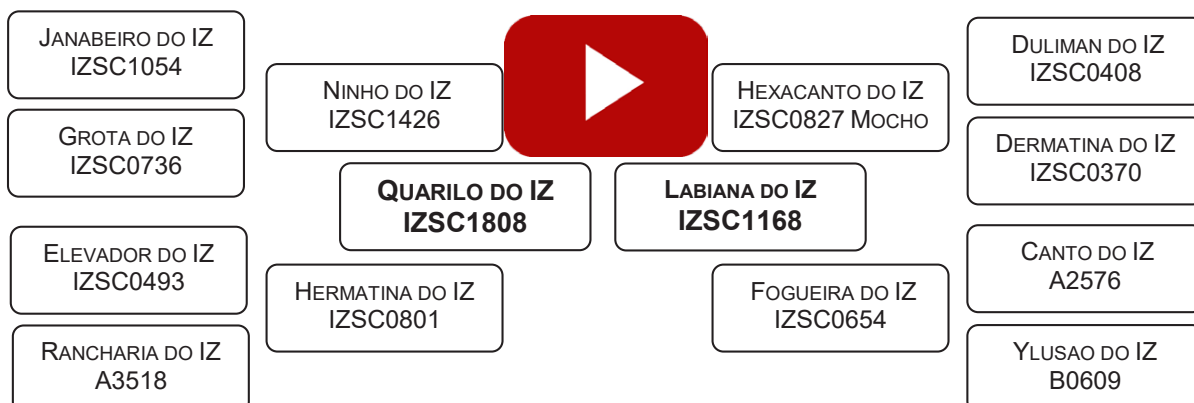 JANABEIRO DO IZ
IZSC1054
GROTA DO IZ
IZSC0736
ELEVADOR DO IZ
IZSC0493
RANCHARIA DO IZ
A3518
NINHO DO IZ
IZSC1426
HERMATINA DO IZ
IZSC0801
QUARILO DO IZ
IZSC1808
LABIANA DO IZ
IZSC1168
HEXACANTO DO IZ
IZSC0827 MOCHO
FOGUEIRA DO IZ
IZSC0654
DULIMAN DO IZ
IZSC0408
DERMATINA DO IZ
IZSC0370
CANTO DO IZ
A2576
YLUSAO DO IZ
B0609